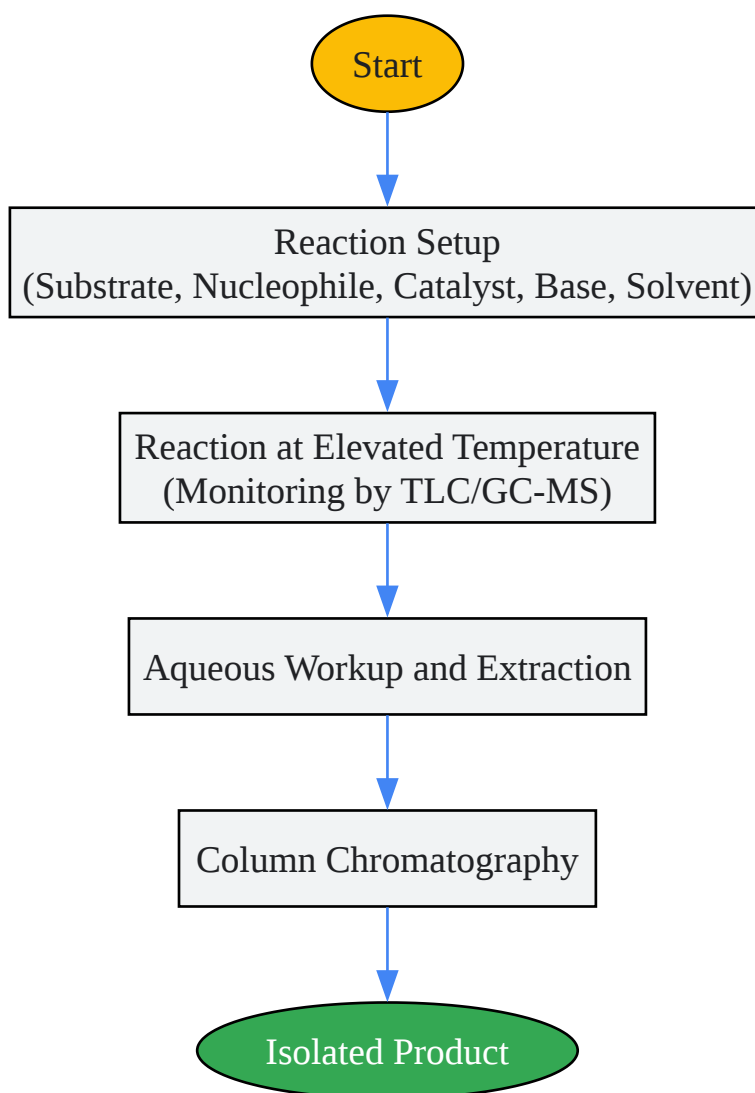 Start
Reaction Setup
(Substrate, Nucleophile, Catalyst, Base, Solvent)
Reaction at Elevated Temperature
(Monitoring by TLC/GC-MS)
Aqueous Workup and Extraction
Column Chromatography
Isolated Product